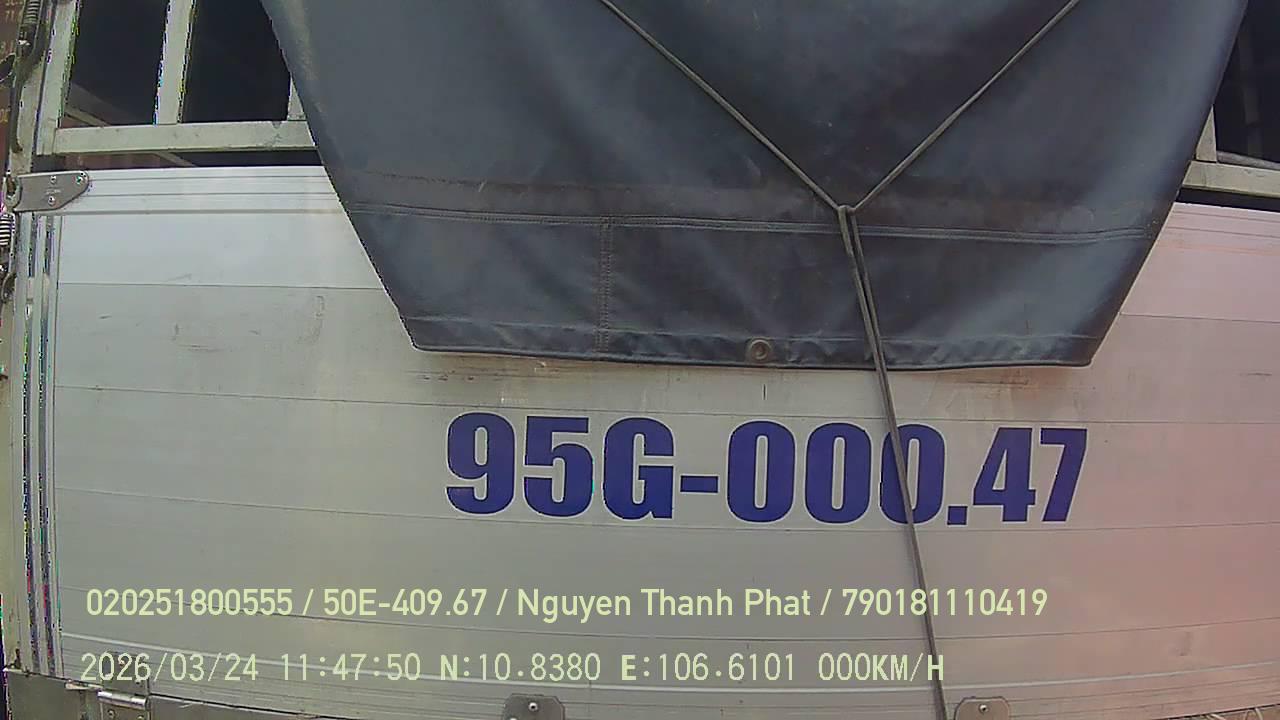 95G-000.47
020251800555 / 50E-409.67 / Nguyen Thanh Phat / 790181110419
2026/03/24 11:47:50 N:10.8380 E:106.6101 000KM/H